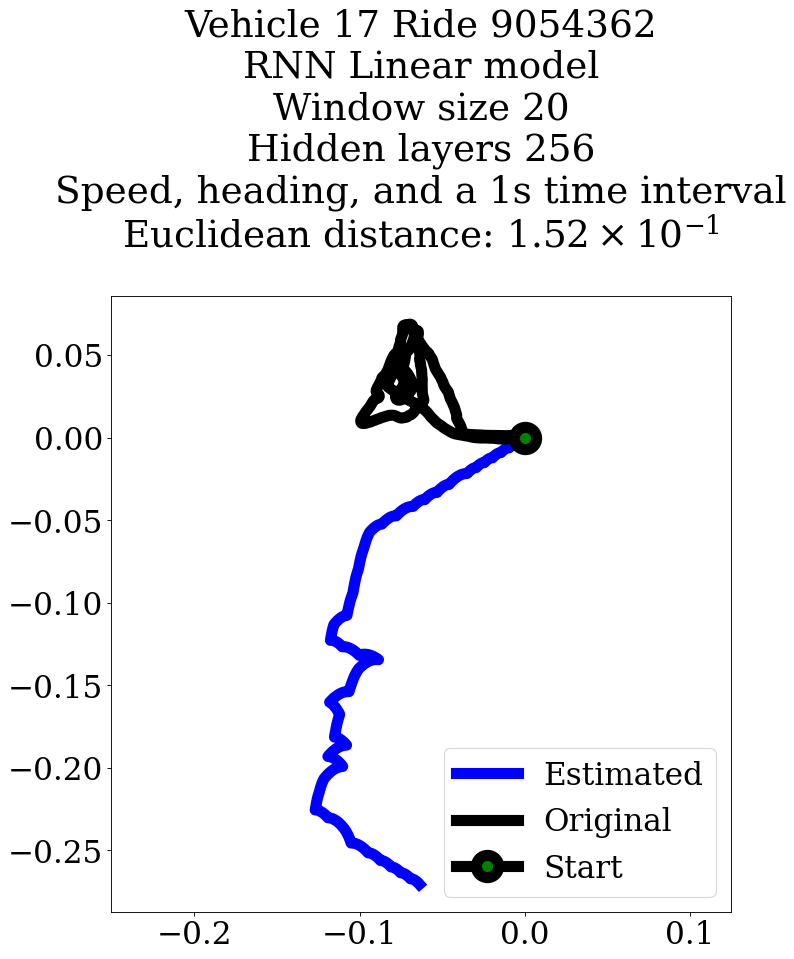 Vehicle 17 Ride 9054362
RNN Linear model
Window size 20
Hidden layers 256
Speed, heading, and a 1s time interval
Euclidean distance: 1.52 × 10⁻¹
0.05
0.00
−0.05
−0.10
−0.15
−0.20
−0.25
Estimated
Original
Start
−0.2 −0.1 0.0 0.1